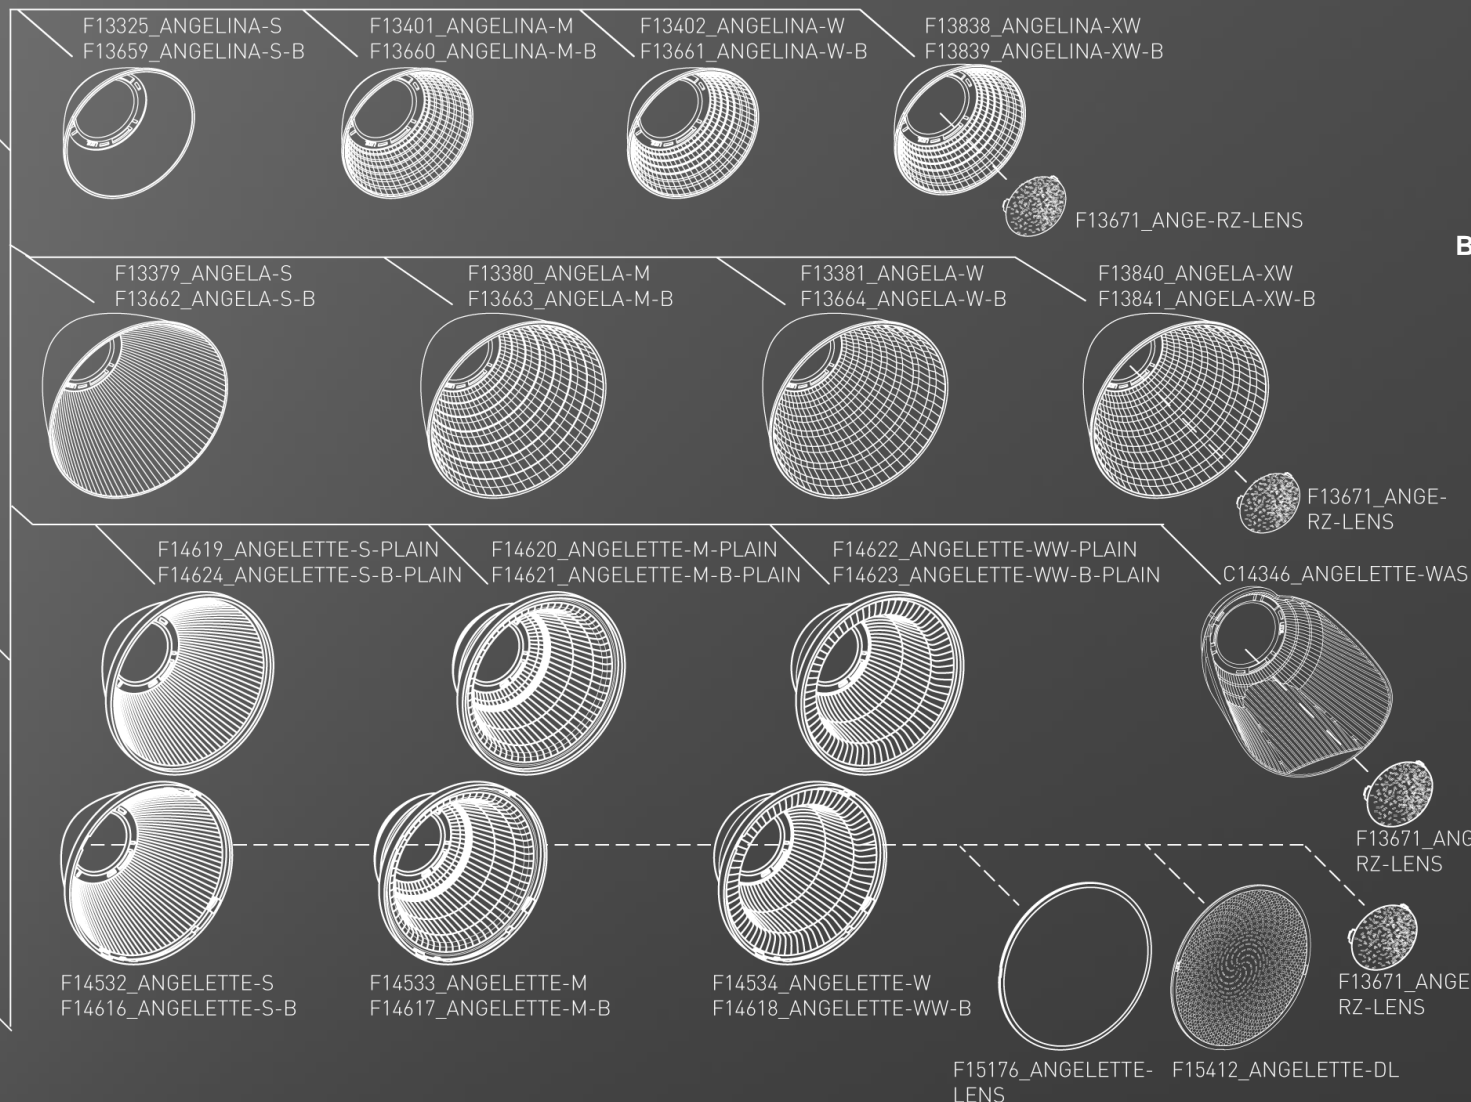 F13325_ANGELINA-S
F13659_ANGELINA-S-B
F13401_ANGELINA-M
F13660_ANGELINA-M-B
F13402_ANGELINA-W
F13661_ANGELINA-W-B
F13838_ANGELINA-XW
F13839_ANGELINA-XW-B
F13671_ANGE-RZ-LENS
B
F13379_ANGELA-S
F13662_ANGELA-S-B
F13380_ANGELA-M
F13663_ANGELA-M-B
F13381_ANGELA-W
F13664_ANGELA-W-B
F13840_ANGELA-XW
F13841_ANGELA-XW-B
F13671_ANGE-
RZ-LENS
F14619_ANGELETTE-S-PLAIN
F14624_ANGELETTE-S-B-PLAIN
F14620_ANGELETTE-M-PLAIN
F14621_ANGELETTE-M-B-PLAIN
F14622_ANGELETTE-WW-PLAIN
F14623_ANGELETTE-WW-B-PLAIN
C14346_ANGELETTE-WAS
F13671_ANG
RZ-LENS
F14532_ANGELETTE-S
F14616_ANGELETTE-S-B
F14533_ANGELETTE-M
F14617_ANGELETTE-M-B
F14534_ANGELETTE-W
F14618_ANGELETTE-WW-B
F15176_ANGELETTE-
LENS
F15412_ANGELETTE-DL
F13671_ANGE
RZ-LENS